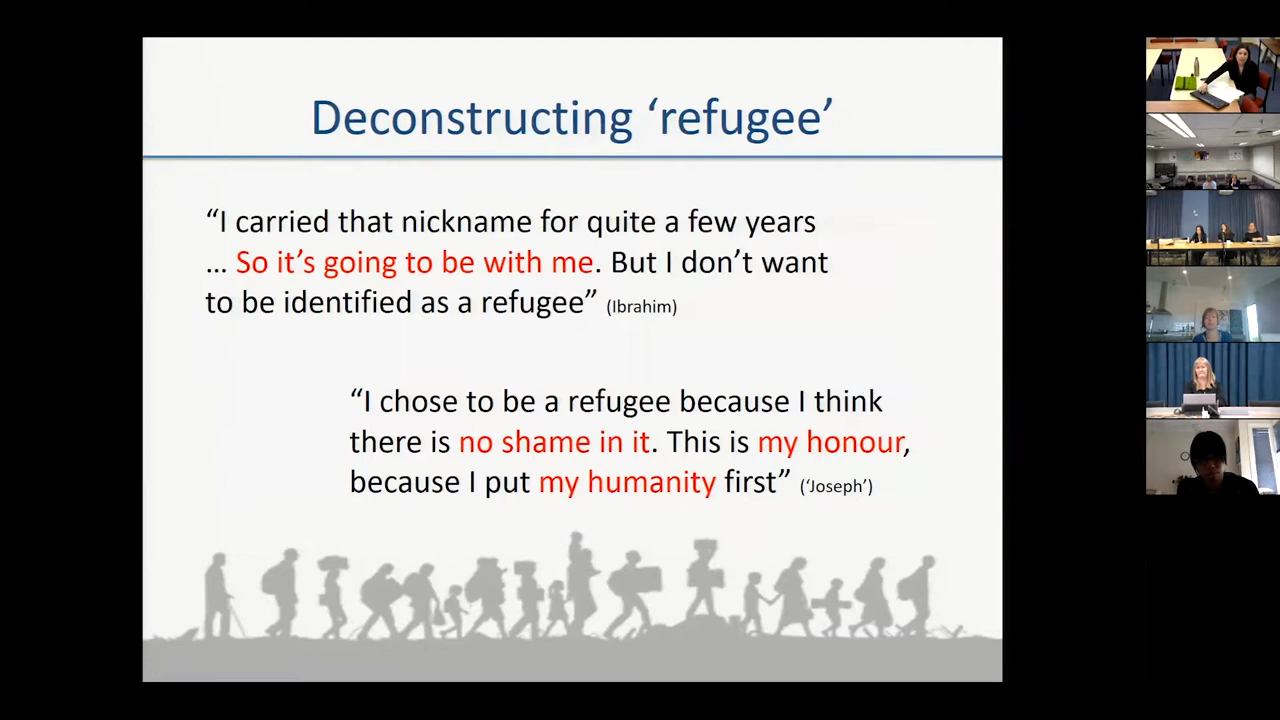 Deconstructing ‘refugee’
“I carried that nickname for quite a few years
... So it’s going to be with me. But I don’t want
to be identified as a refugee” (Ibrahim)
“I chose to be a refugee because I think
there is no shame in it. This is my honour,
because I put my humanity first” (‘Joseph’)